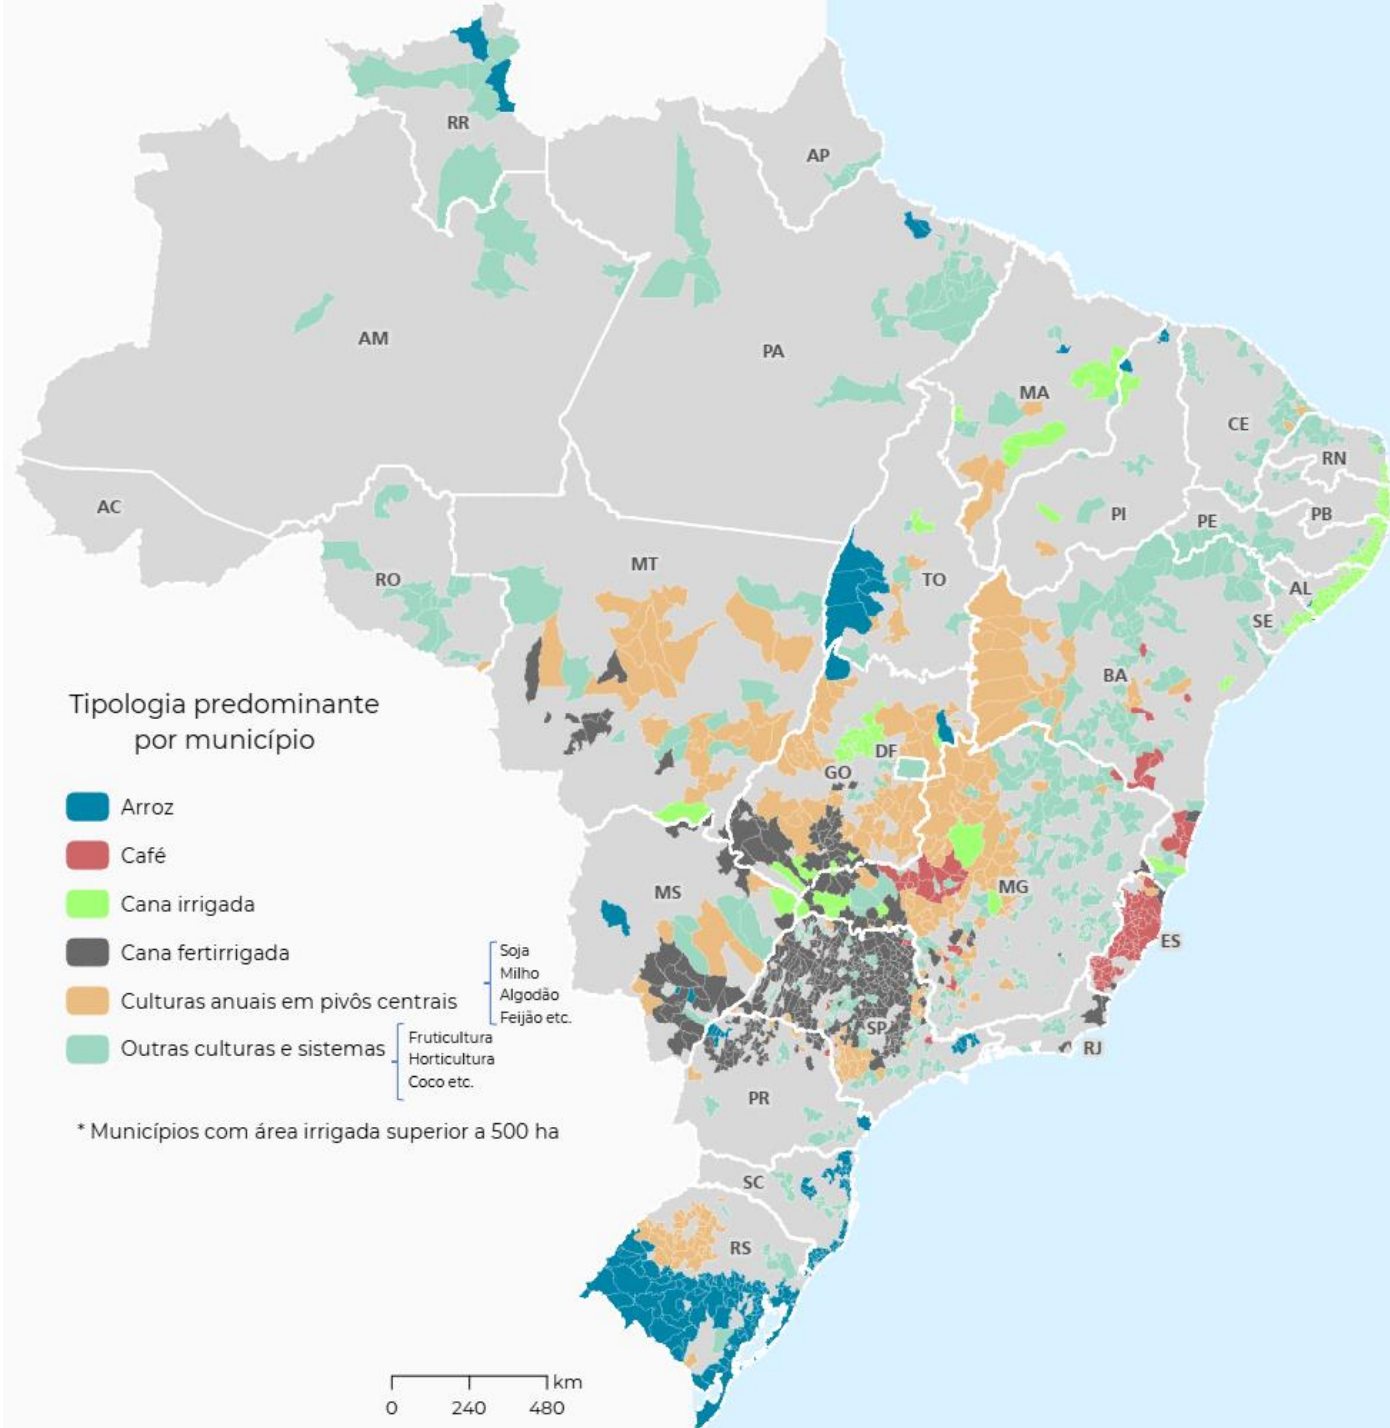 RR
AP
AM
PA
MA
CE
RN
AC
PI
PE
PB
MT
RO
TO
AL
SE
BA
Tipologia predominante
por município
DF
GO
Arroz
Café
MS
MG
Cana irrigada
ES
Cana fertirrigada
Soja
Milho
Algodão
Feijão etc.
Culturas anuais em pivôs centrais
SP
Outras culturas e sistemas
Fruticultura
Horticultura
Coco etc.
RJ
PR
* Municípios com área irrigada superior a 500 ha
SC
RS
km
0 240 480